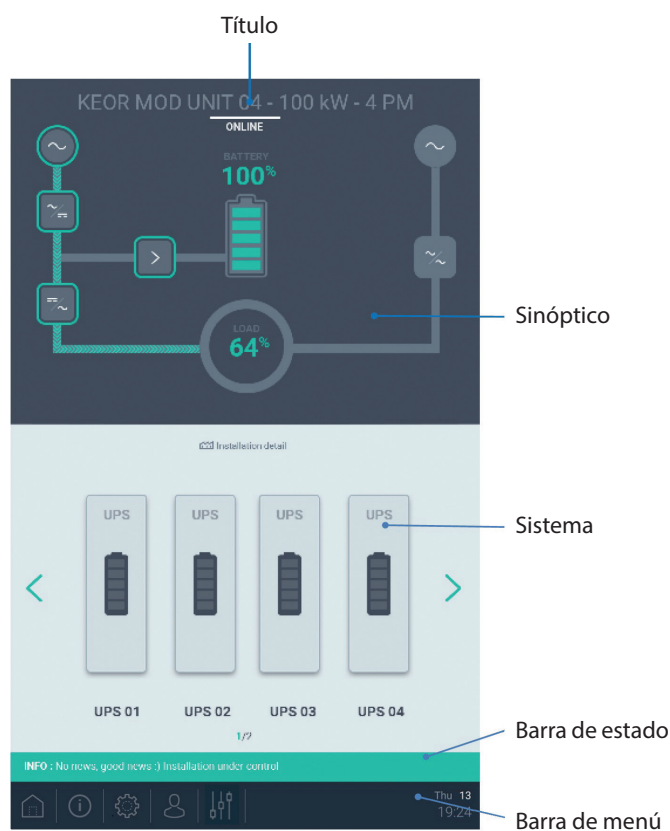 Título
KEOR MOD UNIT 04 - 100 kW - 4 PM
ONLINE
BATTERY
100%
LOAD
64%
Sinóptico
Installation detail
UPS UPS UPS UPS
Sistema
UPS 01 UPS 02 UPS 03 UPS 04
1/2
Barra de estado
INFO : No news, good news :) Installation under control
Thu 13
19:24
Barra de menú